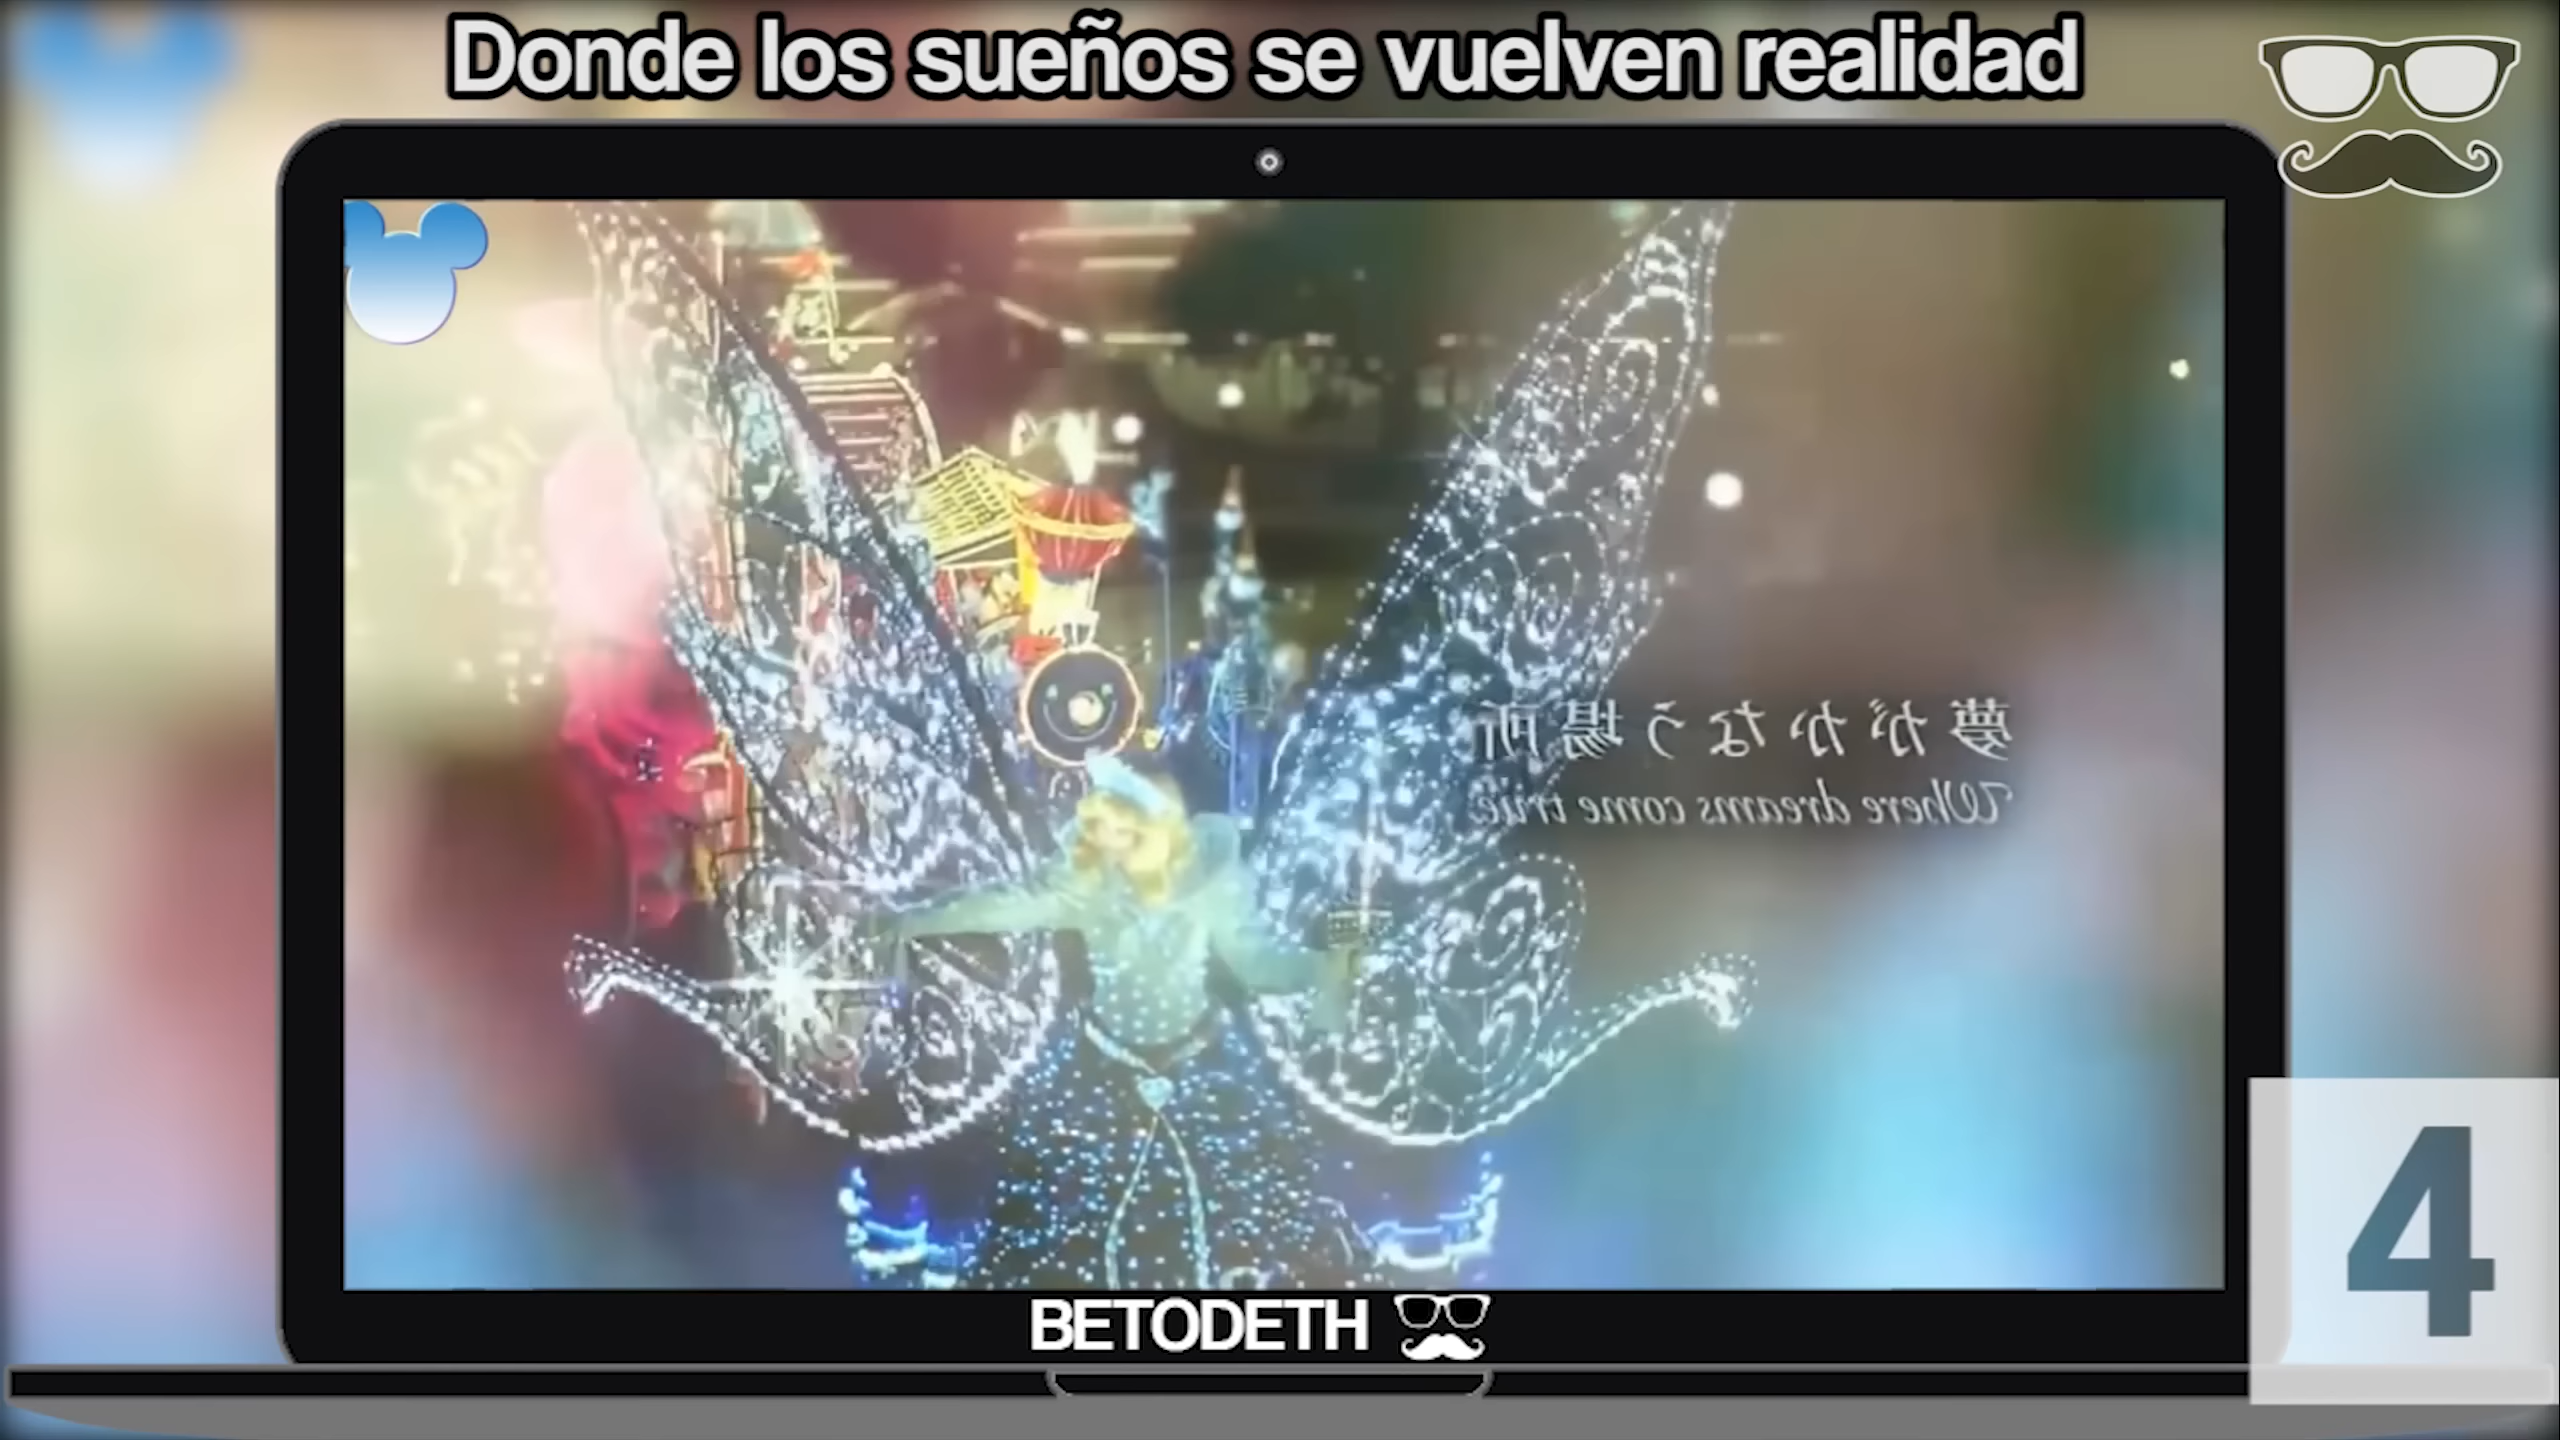 Donde los sueños se vuelven realidad
夢がかなう場所
Where dreams come true
BETODETH
4